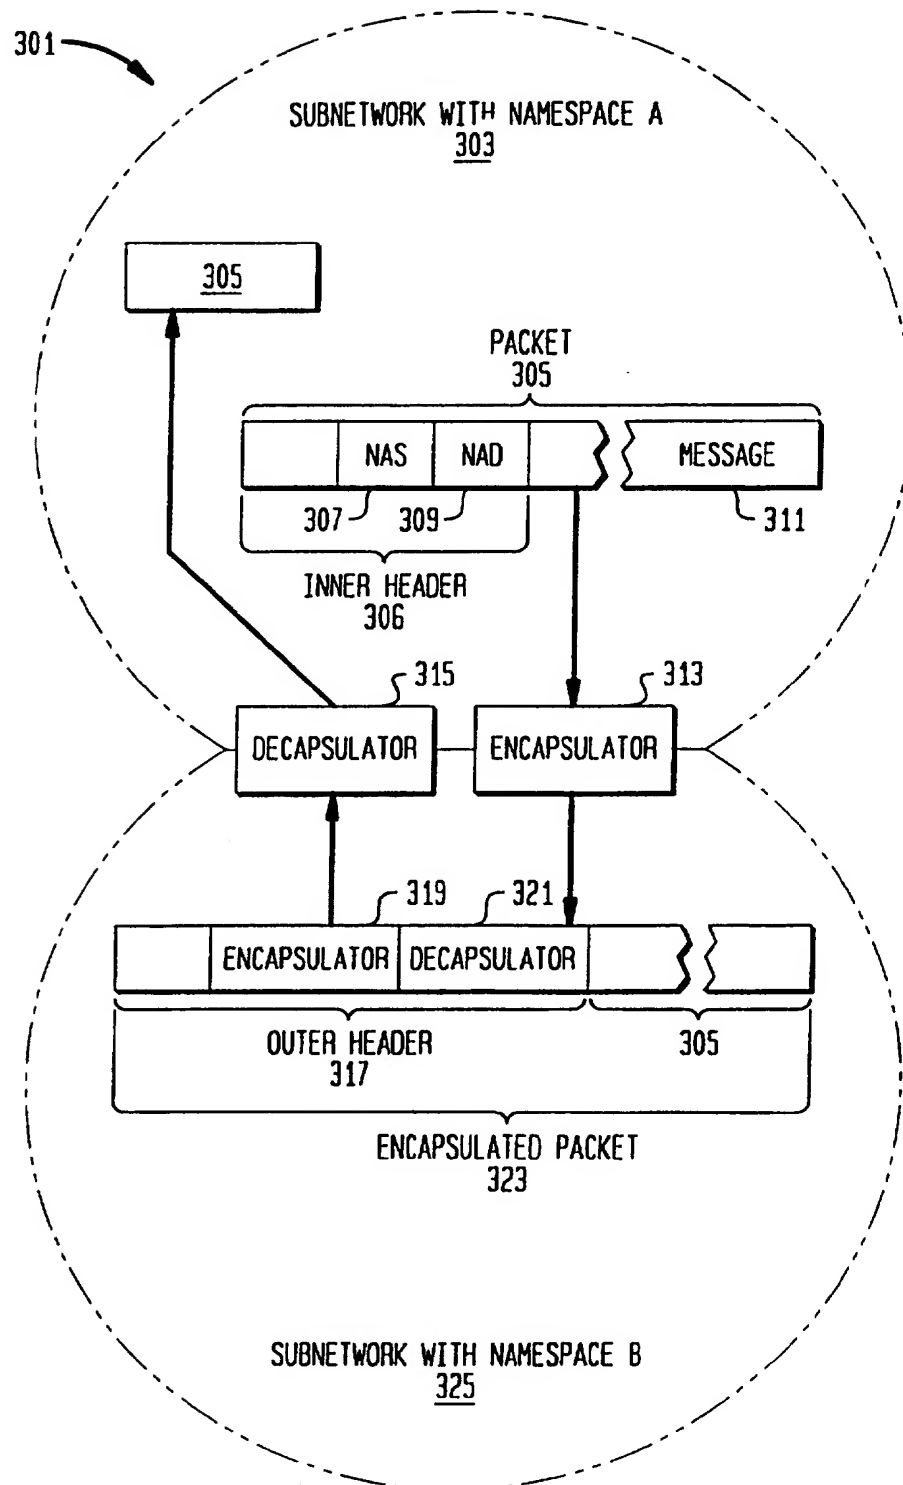 301
SUBNETWORK WITH NAMESPACE A
303
305
PACKET
305
NAS
NAD
MESSAGE
307
309
311
INNER HEADER
306
315
313
DECAPSULATOR
ENCAPSULATOR
319
321
ENCAPSULATOR
DECAPSULATOR
OUTER HEADER
317
305
ENCAPSULATED PACKET
323
SUBNETWORK WITH NAMESPACE B
325